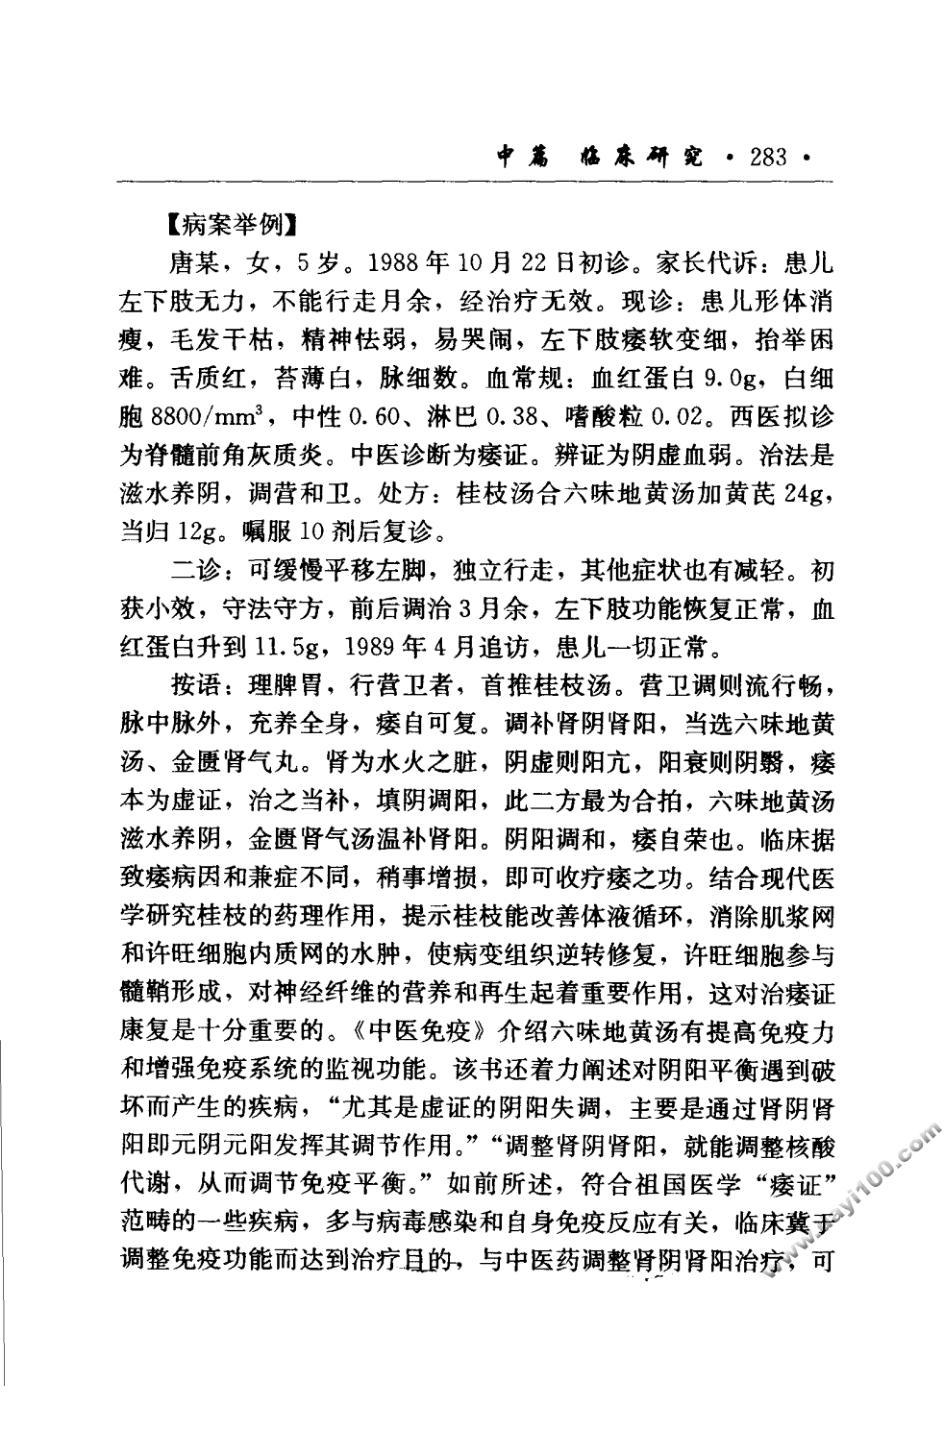 中篇 临床研究 · 283 ·
【病案举例】
唐某，女，5岁。1988年10月22日初诊。家长代诉：患儿
左下肢无力，不能行走月余，经治疗无效。现诊：患儿形体消
瘦，毛发干枯，精神怯弱，易哭闹，左下肢痿软变细，抬举困
难。舌质红，苔薄白，脉细数。血常规：血红蛋白9.0g，白细
胞8800/mm³，中性0.60、淋巴0.38、嗜酸粒0.02。西医拟诊
为脊髓前角灰质炎。中医诊断为痿证。辨证为阴虚血弱。治法是
滋水养阴，调营和卫。处方：桂枝汤合六味地黄汤加黄芪24g，
当归12g。嘱服10剂后复诊。
二诊：可缓慢平移左脚，独立行走，其他症状也有减轻。初
获小效，守法守方，前后调治3月余，左下肢功能恢复正常，血
红蛋白升到11.5g，1989年4月追访，患儿一切正常。
按语：理脾胃，行营卫者，首推桂枝汤。营卫调则流行畅，
脉中脉外，充养全身，痿自可复。调补肾阴肾阳，当选六味地黄
汤、金匮肾气丸。肾为水火之脏，阴虚则阳亢，阳衰则阴翳，痿
本为虚证，治之当补，填阴调阳，此二方最为合拍，六味地黄汤
滋水养阴，金匮肾气汤温补肾阳。阴阳调和，痿自荣也。临床据
致痿病因和兼症不同，稍事增损，即可收疗痿之功。结合现代医
学研究桂枝的药理作用，提示桂枝能改善体液循环，消除肌浆网
和许旺细胞内质网的水肿，使病变组织逆转修复，许旺细胞参与
髓鞘形成，对神经纤维的营养和再生起着重要作用，这对治痿证
康复是十分重要的。《中医免疫》介绍六味地黄汤有提高免疫力
和增强免疫系统的监视功能。该书还着力阐述对阴阳平衡遇到破
坏而产生的疾病，“尤其是虚证的阴阳失调，主要是通过肾阴肾
阳即元阴元阳发挥其调节作用。”“调整肾阴肾阳，就能调整核酸
代谢，从而调节免疫平衡。”如前所述，符合祖国医学“痿证”
范畴的一些疾病，多与病毒感染和自身免疫反应有关，临床冀于
调整免疫功能而达到治疗目的，与中医药调整肾阴肾阳治疗，可